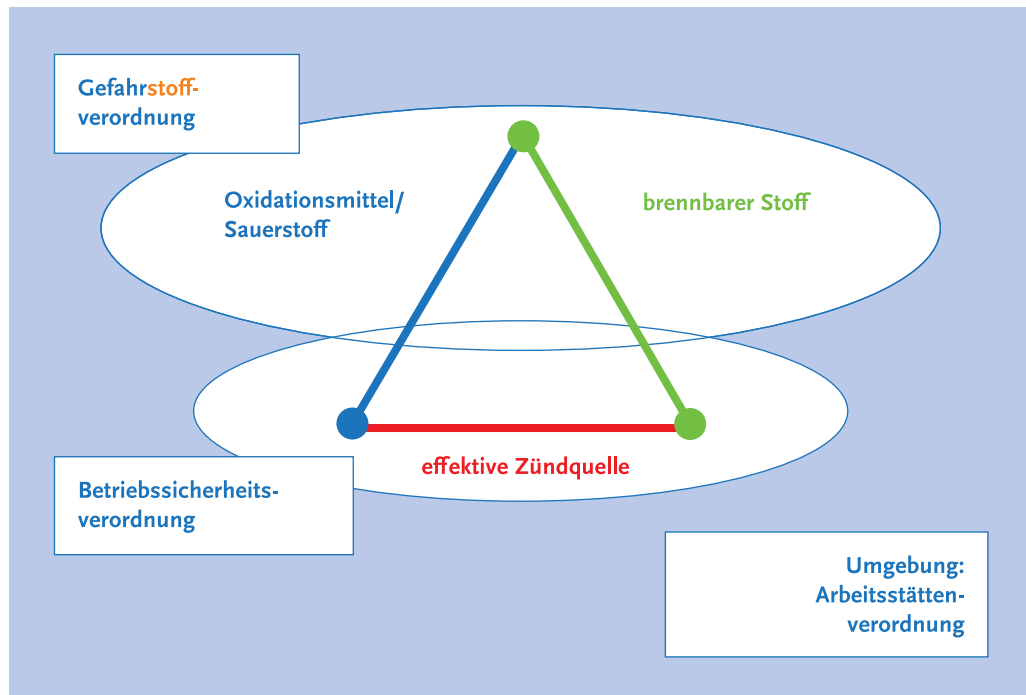 Gefahrstoff-
verordnung
Oxidationsmittel/
Sauerstoff
brennbarer Stoff
effektive Zündquelle
Betriebssicherheits-
verordnung
Umgebung:
Arbeitsstätten-
verordnung